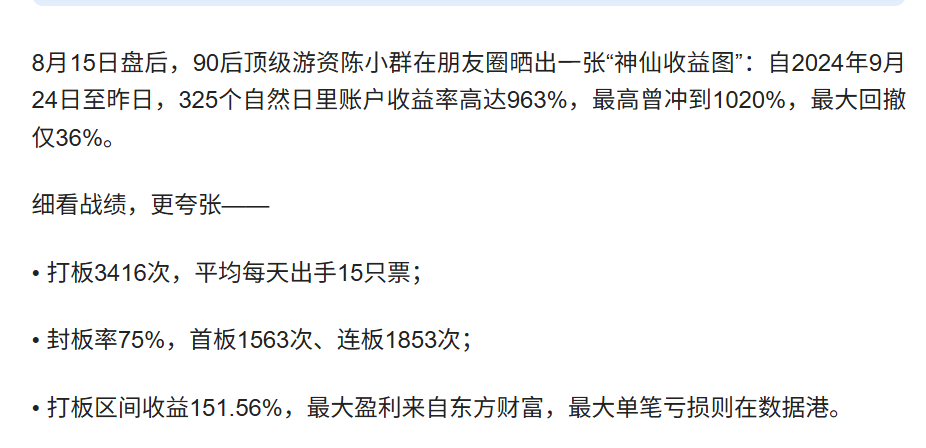 8月15日盘后，90后顶级游资陈小群在朋友圈晒出一张“神仙收益图”：自2024年9月
24日至昨日，325个自然日里账户收益率高达963%，最高曾冲到1020%，最大回撤
仅36%。
细看战绩，更夸张——
• 打板3416次，平均每天出手15只票；
• 封板率75%，首板1563次、连板1853次；
• 打板区间收益151.56%，最大盈利来自东方财富，最大单笔亏损则在数据港。